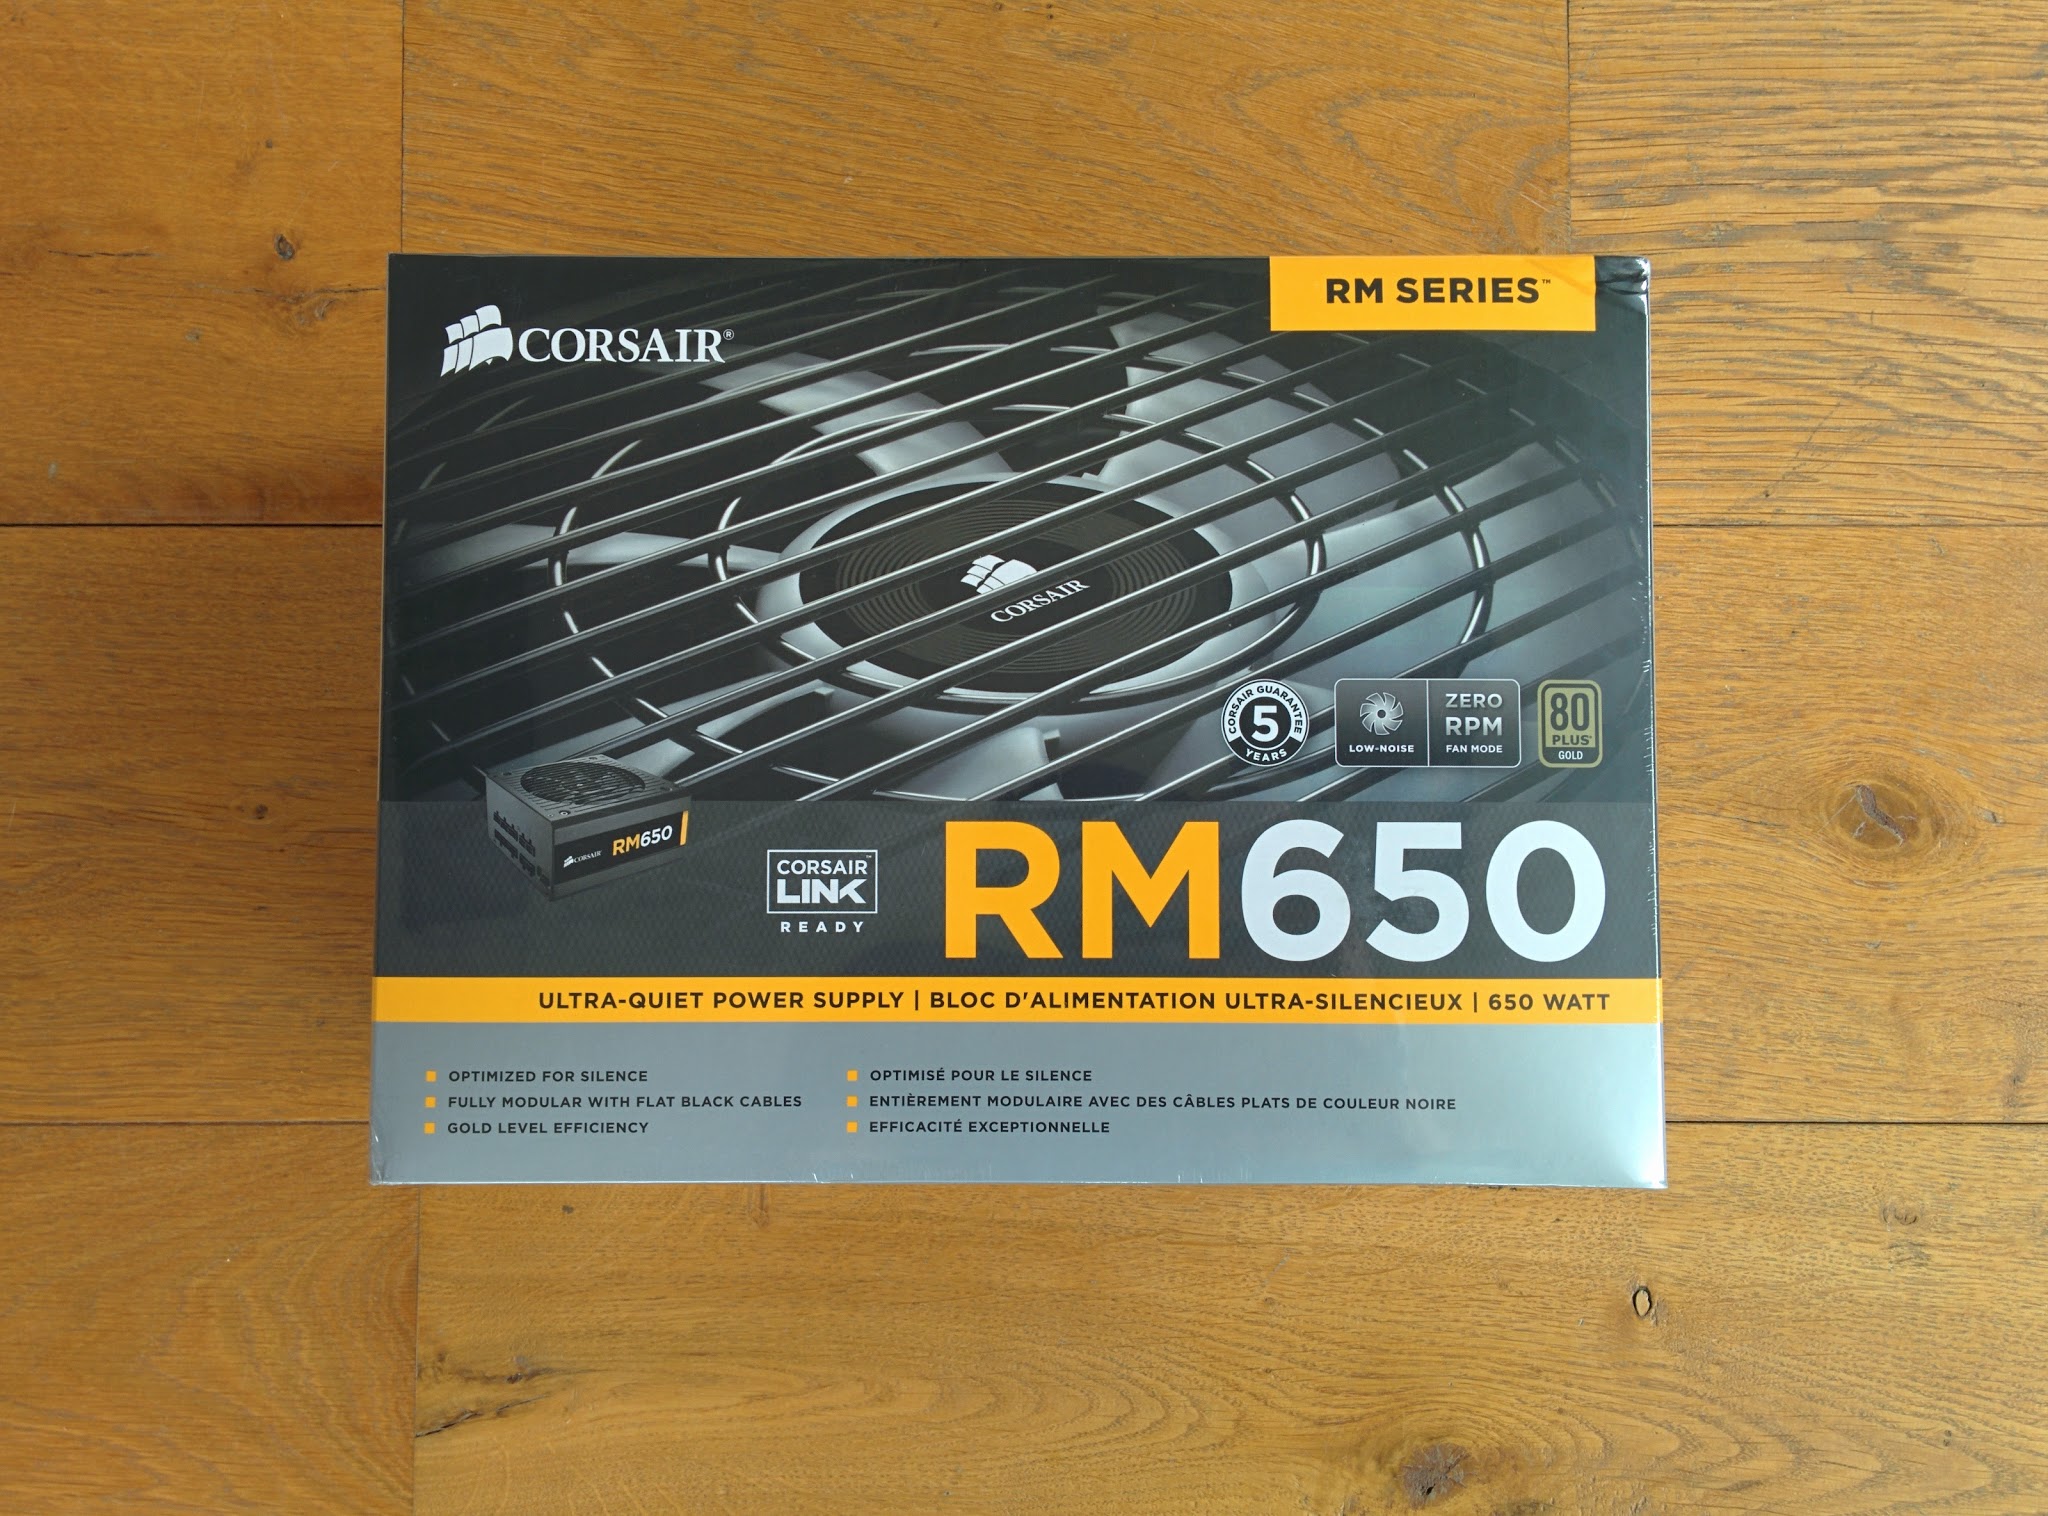 RM SERIES™
CORSAIR®
CORSAIR
CORSAIR GUARANTEE
5
YEARS
LOW-NOISE
ZERO
RPM
FAN MODE
80
PLUS
GOLD
CORSAIR RM650
CORSAIR™
LINK
READY
RM650
ULTRA-QUIET POWER SUPPLY | BLOC D'ALIMENTATION ULTRA-SILENCIEUX | 650 WATT
OPTIMIZED FOR SILENCE
FULLY MODULAR WITH FLAT BLACK CABLES
GOLD LEVEL EFFICIENCY
OPTIMISÉ POUR LE SILENCE
ENTIÈREMENT MODULAIRE AVEC DES CÂBLES PLATS DE COULEUR NOIRE
EFFICACITÉ EXCEPTIONNELLE